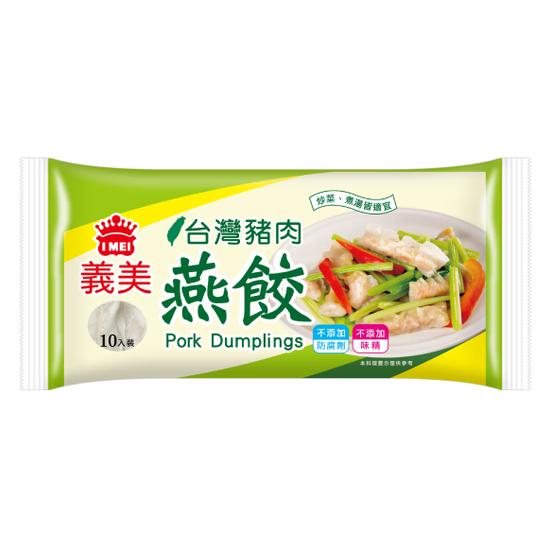 炒菜、煮湯皆適宜
I MEI
義美
10入裝
台灣豬肉
燕餃
Pork Dumplings
不添加
防腐劑
不添加
味精
本料理圖示僅供參考